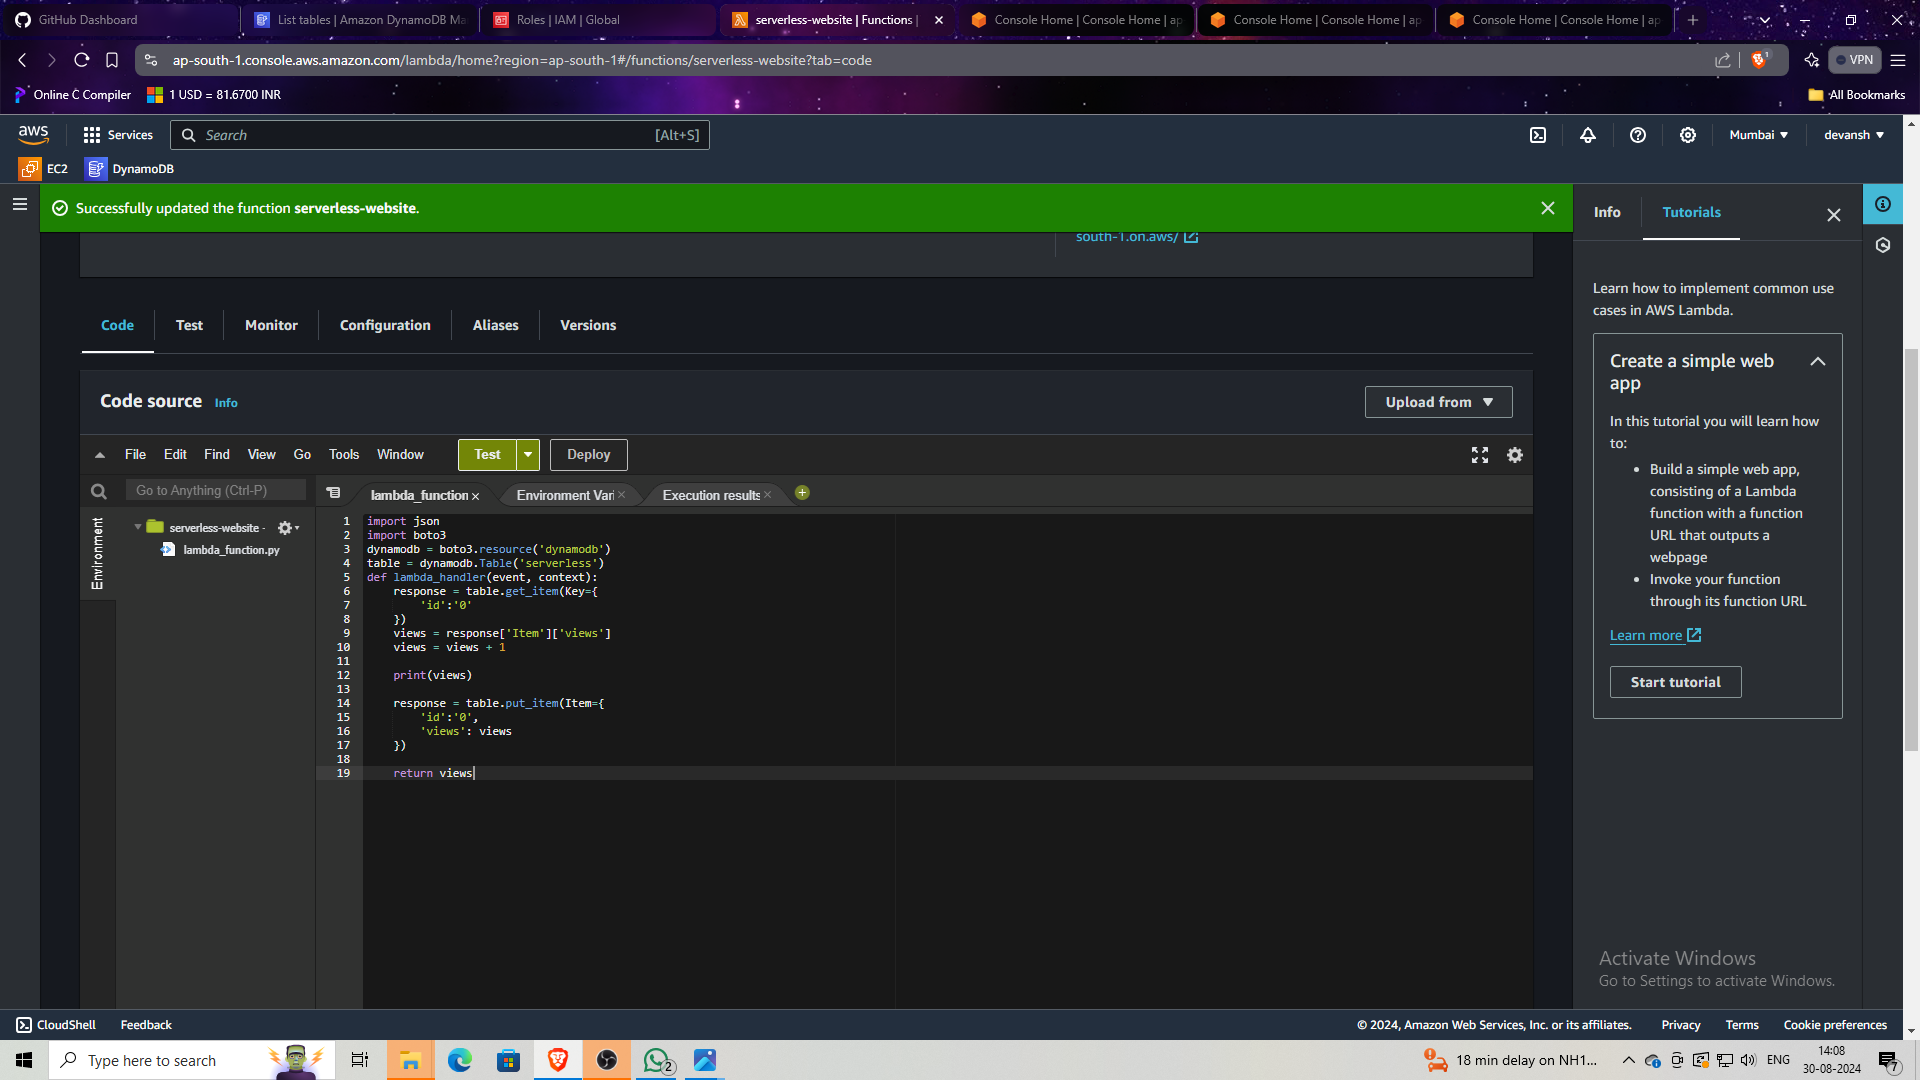 GitHub Dashboard
List tables | Amazon DynamoDB Ma
Roles | IAM | Global
serverless-website | Functions |
Console Home | Console Home | ap
Console Home | Console Home | ap
Console Home | Console Home | ap
ap-south-1.console.aws.amazon.com/lambda/home?region=ap-south-1#/functions/serverless-website?tab=code
1
VPN
Online C Compiler
1 USD = 81.6700 INR
All Bookmarks
aws
Services
Search
[Alt+S]
Mumbai
devansh
EC2
DynamoDB
Successfully updated the function serverless-website.
Info
Tutorials
south-1.on.aws/
Learn how to implement common use
cases in AWS Lambda.
Code
Test
Monitor
Configuration
Aliases
Versions
Create a simple web
app
In this tutorial you will learn how
to:
• Build a simple web app,
consisting of a Lambda
function with a function
URL that outputs a
webpage
• Invoke your function
through its function URL
Learn more
Start tutorial
Code source
Info
Upload from
File
Edit
Find
View
Go
Tools
Window
Test
Deploy
Go to Anything (Ctrl-P)
lambda_function
Environment Vari
Execution results
Environment
serverless-website -
lambda_function.py
1 import json
2 import boto3
3 dynamodb = boto3.resource('dynamodb')
4 table = dynamodb.Table('serverless')
5 def lambda_handler(event, context):
6     response = table.get_item(Key={
7         'id':'0'
8     })
9     views = response['Item']['views']
10     views = views + 1
11
12     print(views)
13
14     response = table.put_item(Item={
15         'id':'0',
16         'views': views
17     })
18
19     return views
Activate Windows
Go to Settings to activate Windows.
CloudShell
Feedback
© 2024, Amazon Web Services, Inc. or its affiliates.
Privacy
Terms
Cookie preferences
Type here to search
2
18 min delay on NH1...
ENG
14:08
30-08-2024
7